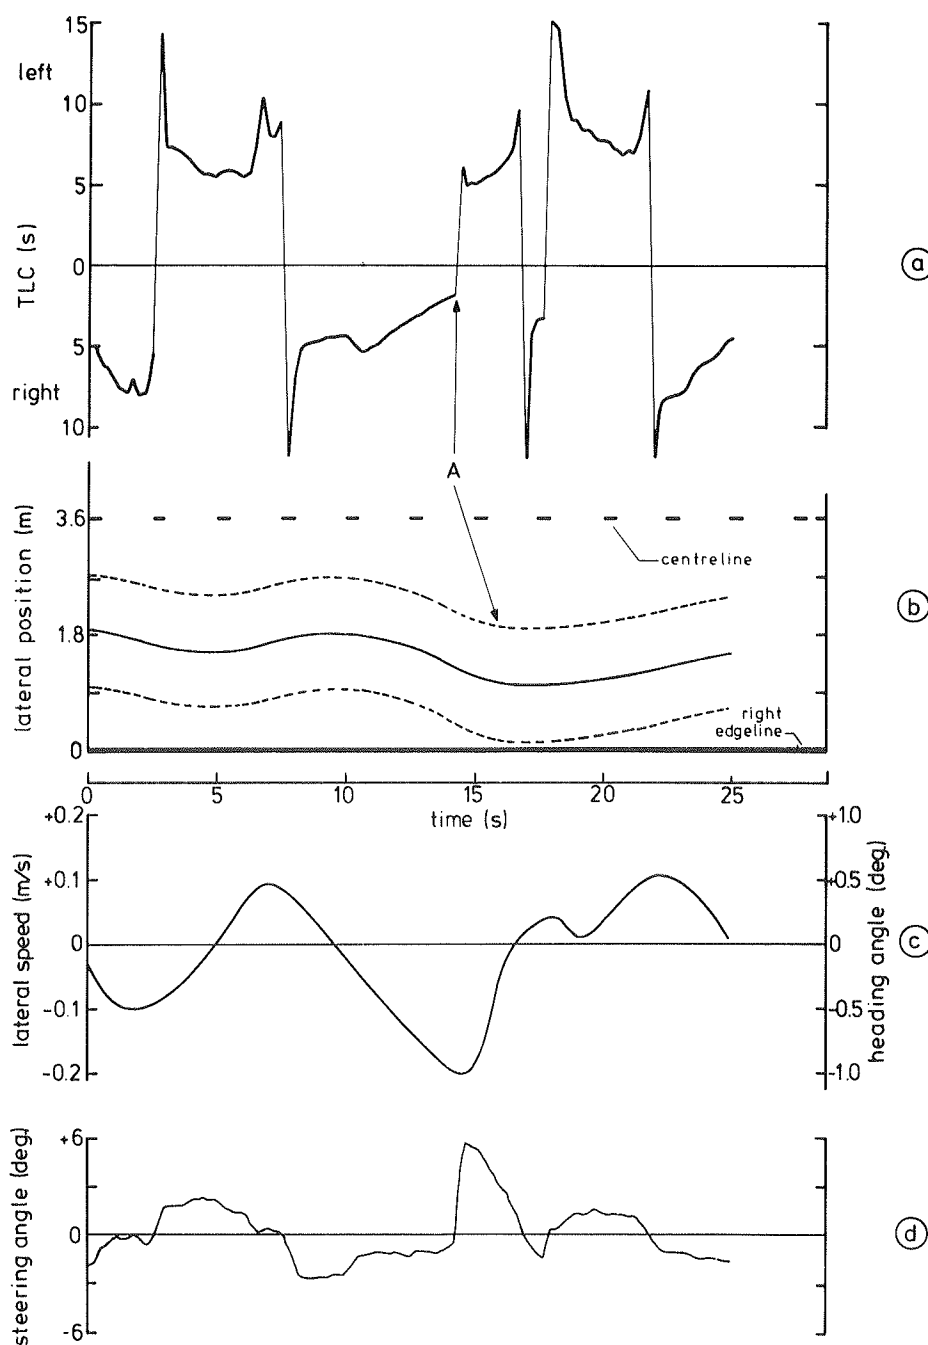 15
left
10
5
TLC (s)
0
a
5
right
10
A
3.6
centreline
lateral position (m)
b
1.8
right
edgeline
0
0 5 10 15 20 25
time (s)
+0.2 +1.0
+0.1 +0.5
lateral speed (m/s)
0 0
heading angle (deg.)
c
-0.1 -0.5
-0.2 -1.0
+6
steering angle (deg.)
0
d
-6